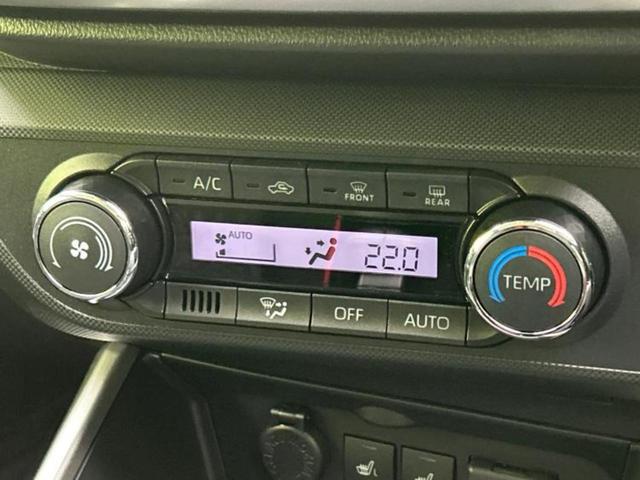 A/C
FRONT
REAR
AUTO
22.0
TEMP
OFF
AUTO
L